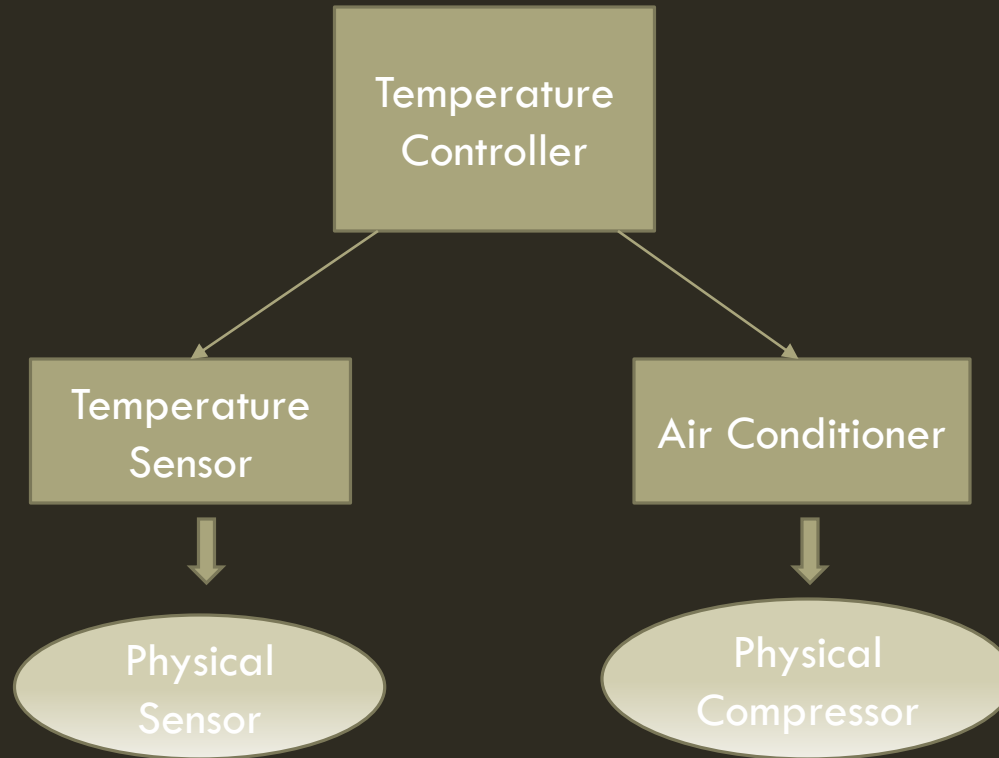 Temperature
Controller
Temperature
Sensor
Air Conditioner
Physical
Sensor
Physical
Compressor